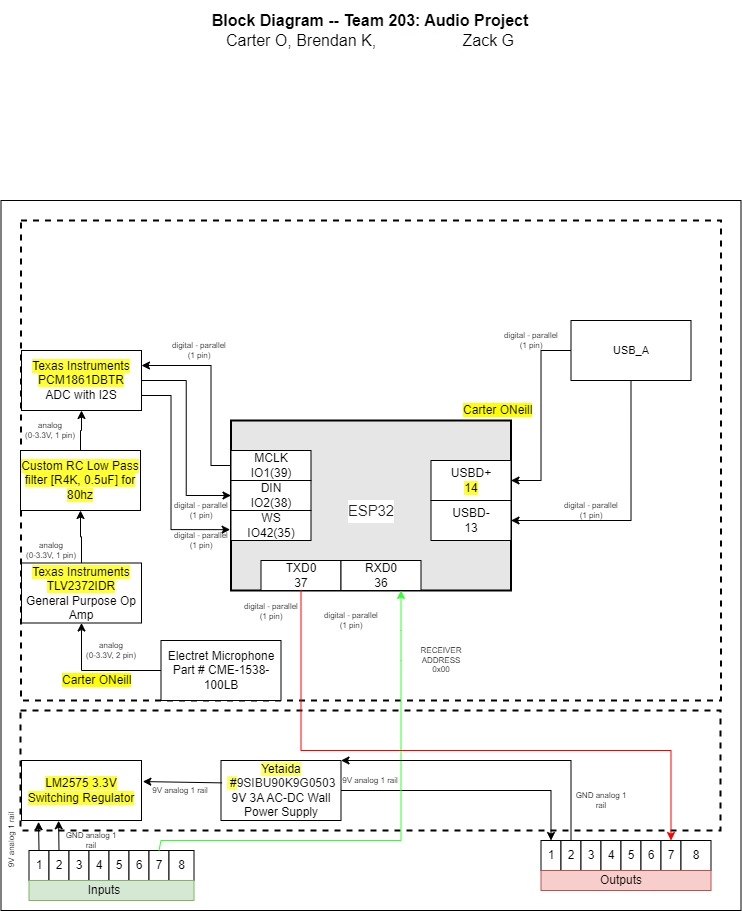 Block Diagram -- Team 203: Audio Project
Carter O, Brendan K, Zack G
digital - parallel
(1 pin)
digital - parallel
(1 pin)
USB_A
Texas Instruments
PCM1861DBTR
ADC with I2S
Carter ONeill
analog
(0-3.3V, 1 pin)
Custom RC Low Pass
filter [R4K, 0.5uF] for
80hz
MCLK
IO1(39)
DIN
IO2(38)
WS
IO42(35)
ESP32
USBD+
14
USBD-
13
digital - parallel
(1 pin)
digital - parallel
(1 pin)
digital - parallel
(1 pin)
analog
(0-3.3V, 1 pin)
Texas Instruments
TLV2372IDR
General Purpose Op
Amp
TXD0
37
RXD0
36
digital - parallel
(1 pin)
digital - parallel
(1 pin)
analog
(0-3.3V, 2 pin)
Electret Microphone
Part # CME-1538-
100LB
RECEIVER
ADDRESS
0x00
Carter ONeill
LM2575 3.3V
Switching Regulator
9V analog 1 rail
Yetaida
#9SIBU90K9G0503
9V 3A AC-DC Wall
Power Supply
9V analog 1 rail
GND analog 1
rail
9V analog 1 rail
GND analog 1
rail
1 2 3 4 5 6 7 8
Inputs
1 2 3 4 5 6 7 8
Outputs